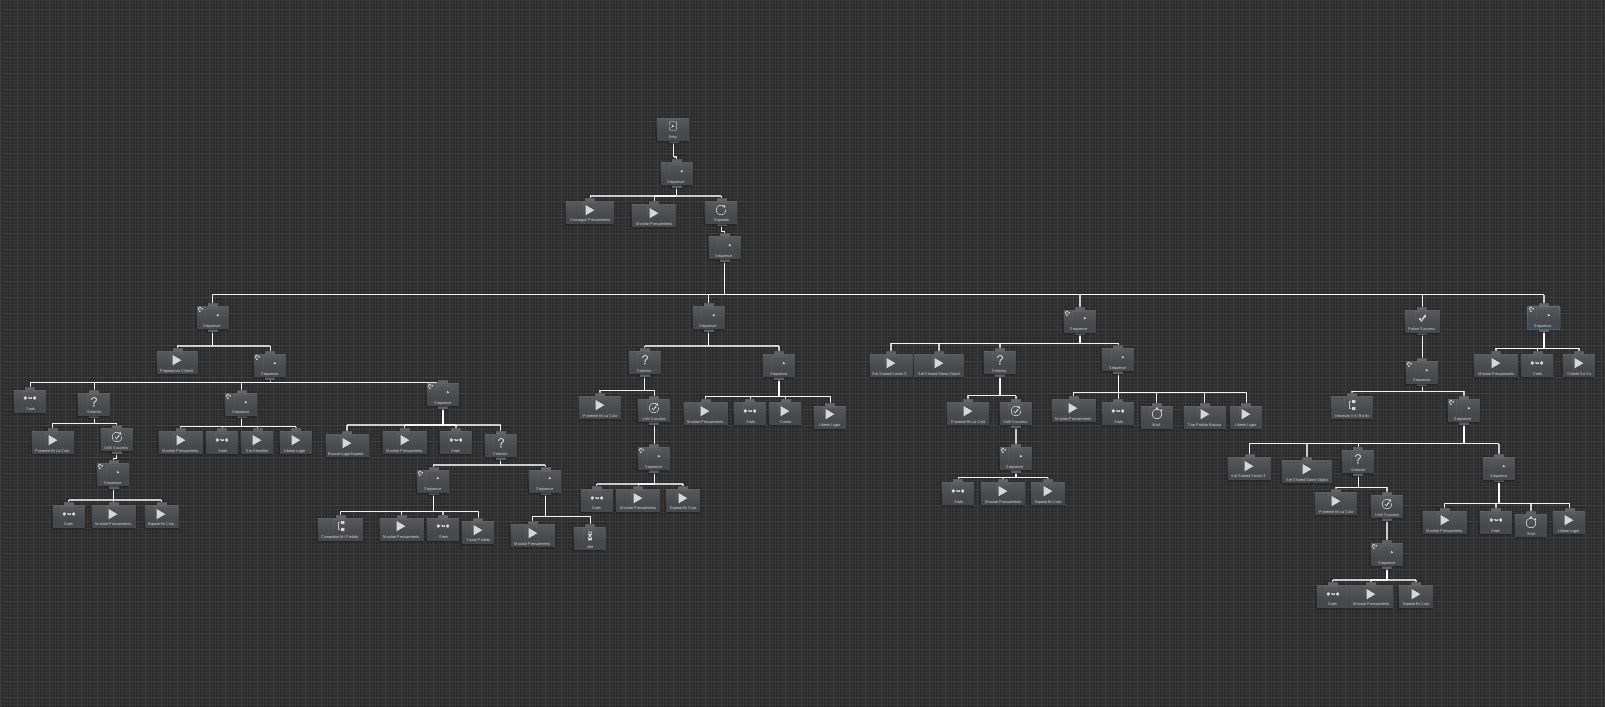 Entry
Sequence
Conseguir Pensamiento
Mostrar Pensamiento
Repeater
Sequence
Sequence
Sequence
Sequence
Return Success
Sequence
Preparacion Cliente
Sequence
Selector
Sequence
Set Shared Vector 3
Set Shared Game Object
Selector
Sequence
Sequence
Mostrar Pensamiento
Seek
Cliente Se Va
Seek
Selector
Sequence
Sequence
Ponerme En La Cola
Until Success
Mostrar Pensamiento
Seek
Comer
Liberar Lugar
Ponerme En La Cola
Until Success
Mostrar Pensamiento
Seek
Wait
Tirar Pedido Basura
Liberar Lugar
Necesito Ir Al Baño
Sequence
Ponerme En La Cola
Until Success
Mostrar Pensamiento
Seek
Ser Atendido
Liberar Lugar
Buscar Lugar Esperar
Mostrar Pensamiento
Seek
Selector
Sequence
Sequence
Set Shared Vector 3
Set Shared Game Object
Selector
Sequence
Sequence
Sequence
Sequence
Seek
Mostrar Pensamiento
Esperar En Cola
Seek
Mostrar Pensamiento
Esperar En Cola
Ponerme En La Cola
Until Success
Seek
Mostrar Pensamiento
Esperar En Cola
Comprobar Mi Pedido
Mostrar Pensamiento
Seek
Tomar Pedido
Mostrar Pensamiento
Idle
Mostrar Pensamiento
Seek
Wait
Liberar Lugar
Sequence
Seek
Mostrar Pensamiento
Esperar En Cola